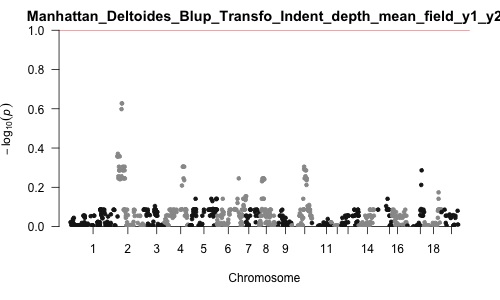 Manhattan_Deltoides_Blup_Transfo_Indent_depth_mean_field_y1_y2
1.0
0.8
0.6
0.4
0.2
0.0
− log10(p)
1 2 3 4 5 6 7 8 9 11 14 16 18
Chromosome